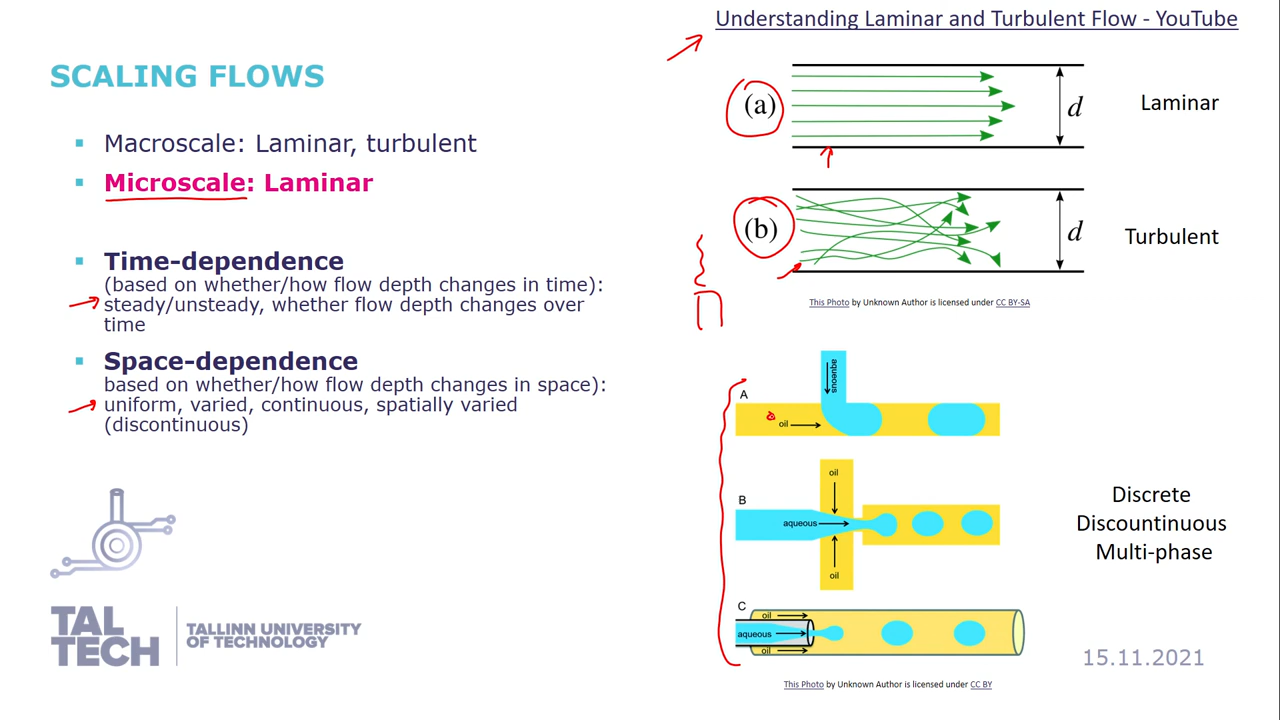 Understanding Laminar and Turbulent Flow - YouTube
SCALING FLOWS
Macroscale: Laminar, turbulent
Microscale: Laminar
Time-dependence
(based on whether/how flow depth changes in time):
steady/unsteady, whether flow depth changes over
time
Space-dependence
based on whether/how flow depth changes in space):
uniform, varied, continuous, spatially varied
(discontinuous)
TAL
TECH
TALLINN UNIVERSITY
OF TECHNOLOGY
(a)
d
Laminar
(b)
d
Turbulent
This Photo by Unknown Author is licensed under CC BY-SA
A
aqueous
oil
B
oil
aqueous
oil
C
oil
aqueous
oil
Discrete
Discountinuous
Multi-phase
This Photo by Unknown Author is licensed under CC BY
15.11.2021